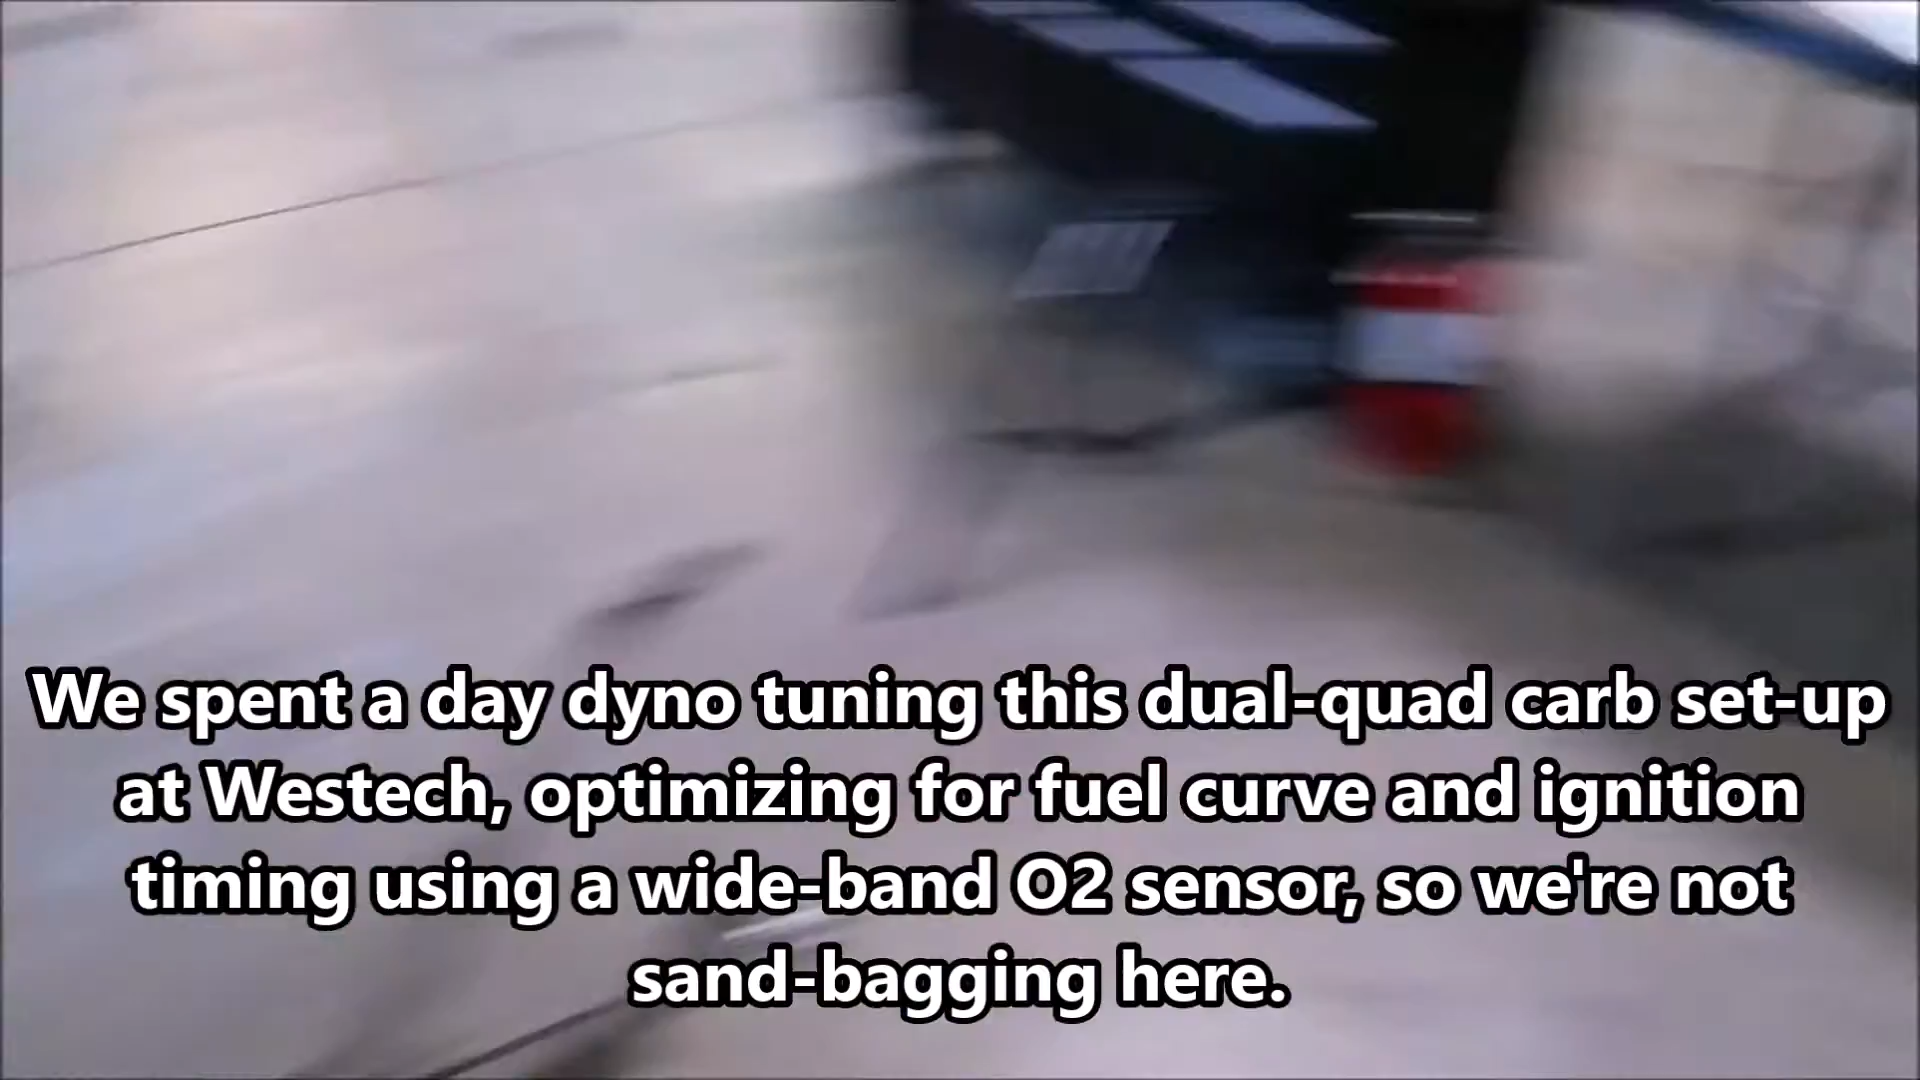 We spent a day dyno tuning this dual-quad carb set-up
at Westech, optimizing for fuel curve and ignition
timing using a wide-band O2 sensor, so we're not
sand-bagging here.